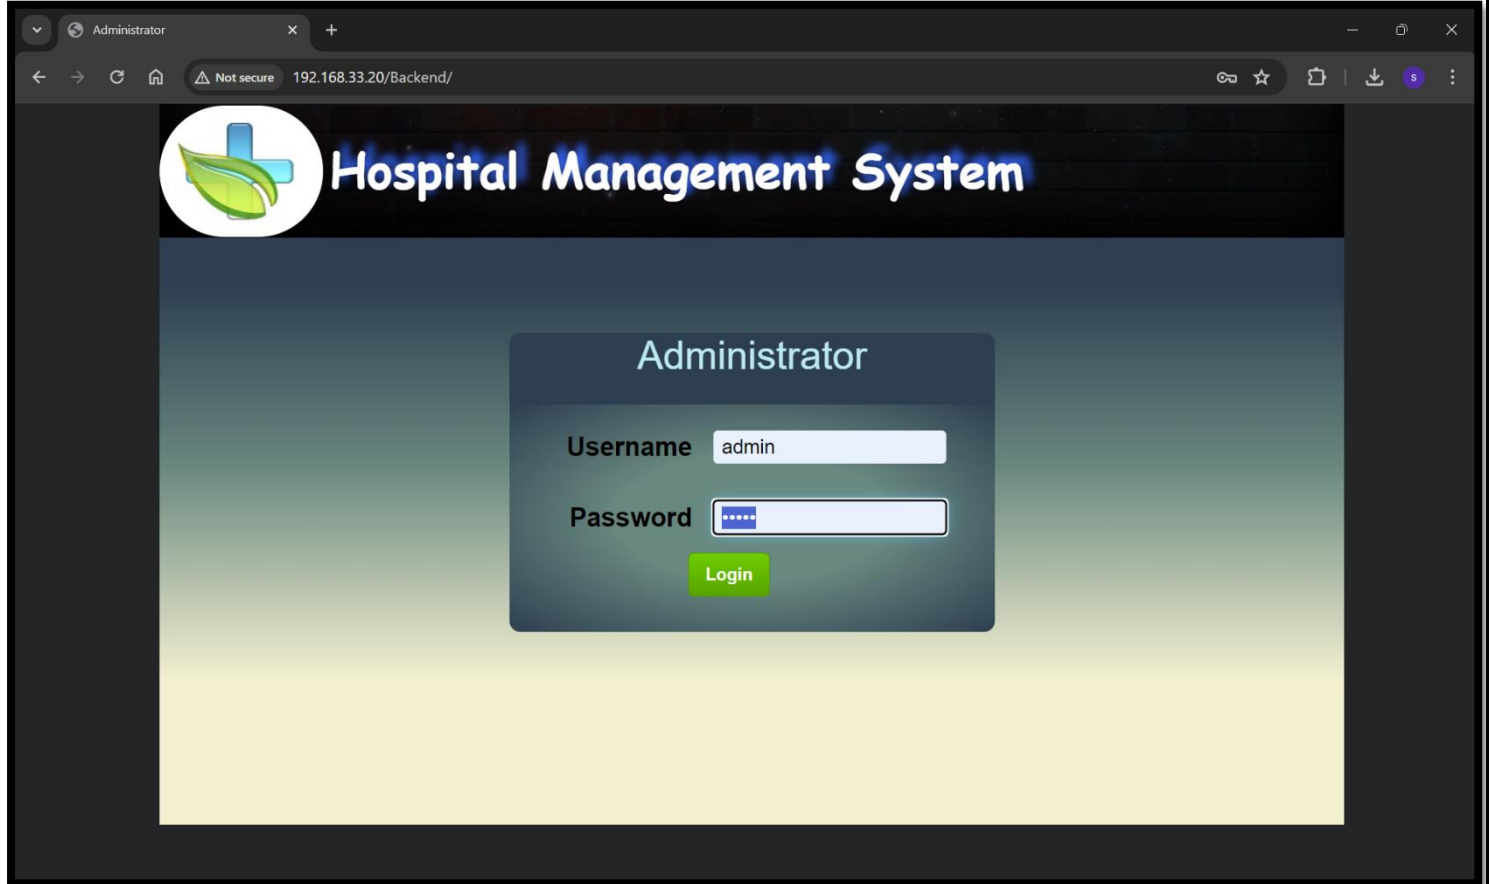 Administrator
Not secure 192.168.33.20/Backend/
s
Hospital Management System
Administrator
Username admin
Password •••••
Login